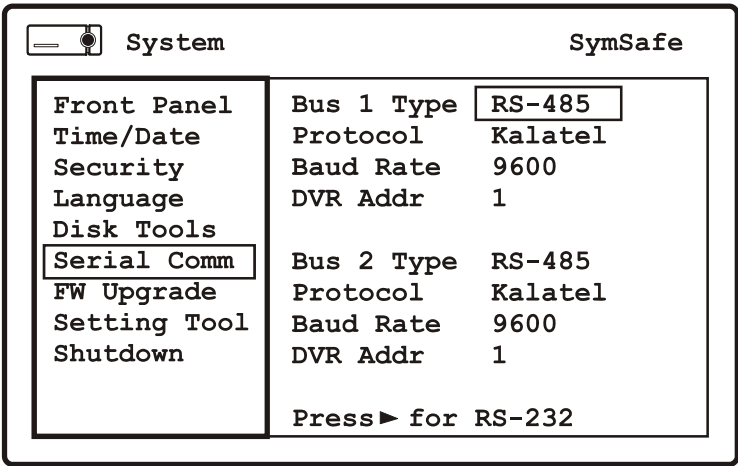 System SymSafe
Front Panel
Time/Date
Security
Language
Disk Tools
Serial Comm
FW Upgrade
Setting Tool
Shutdown
Bus 1 Type RS-485
Protocol Kalatel
Baud Rate 9600
DVR Addr 1
Bus 2 Type RS-485
Protocol Kalatel
Baud Rate 9600
DVR Addr 1
Press ► for RS-232